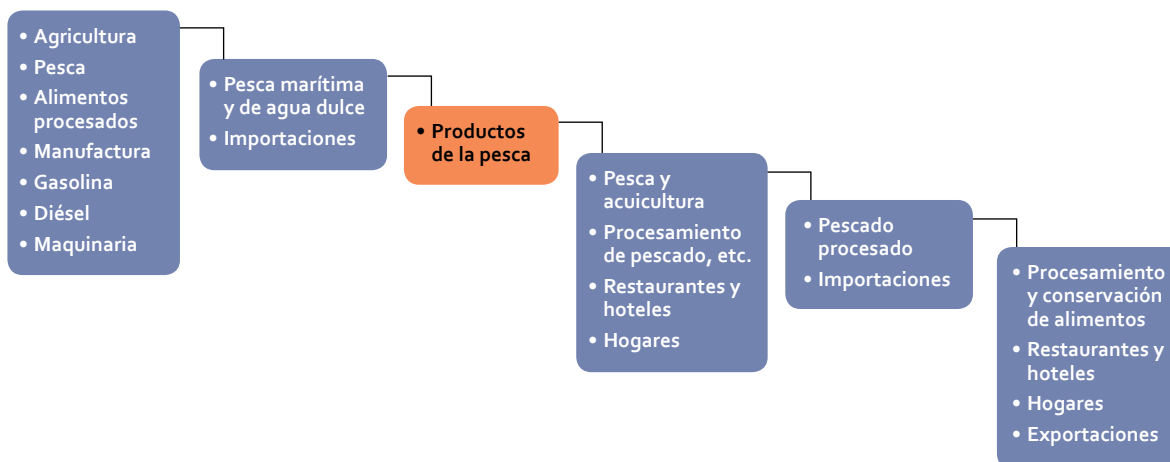 • Agricultura
• Pesca
• Alimentos
procesados
• Manufactura
• Gasolina
• Diésel
• Maquinaria
• Pesca marítima
y de agua dulce
• Importaciones
• Productos
de la pesca
• Pesca y
acuicultura
• Procesamiento
de pescado, etc.
• Restaurantes y
hoteles
• Hogares
• Pescado
procesado
• Importaciones
• Procesamiento
y conservación
de alimentos
• Restaurantes y
hoteles
• Hogares
• Exportaciones